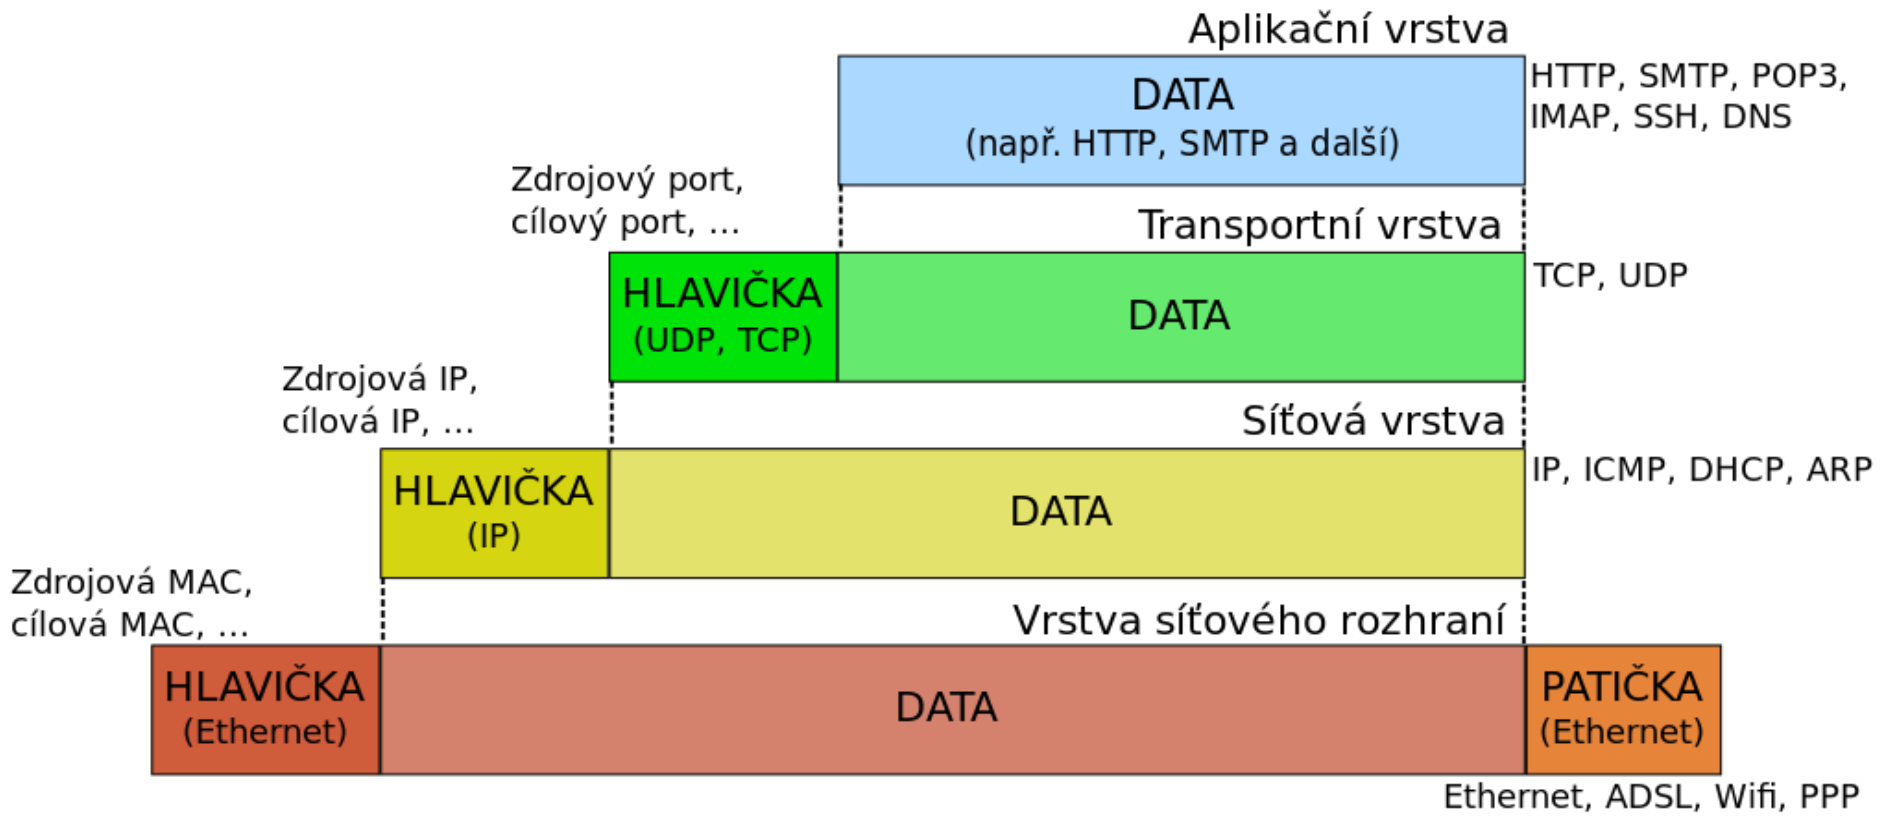 Aplikační vrstva
DATA
(např. HTTP, SMTP a další)
HTTP, SMTP, POP3,
IMAP, SSH, DNS
Zdrojový port,
cílový port, ...
Transportní vrstva
HLAVIČKA
(UDP, TCP)
DATA
TCP, UDP
Zdrojová IP,
cílová IP, ...
Síťová vrstva
HLAVIČKA
(IP)
DATA
IP, ICMP, DHCP, ARP
Zdrojová MAC,
cílová MAC, ...
Vrstva síťového rozhraní
HLAVIČKA
(Ethernet)
DATA
PATIČKA
(Ethernet)
Ethernet, ADSL, Wifi, PPP